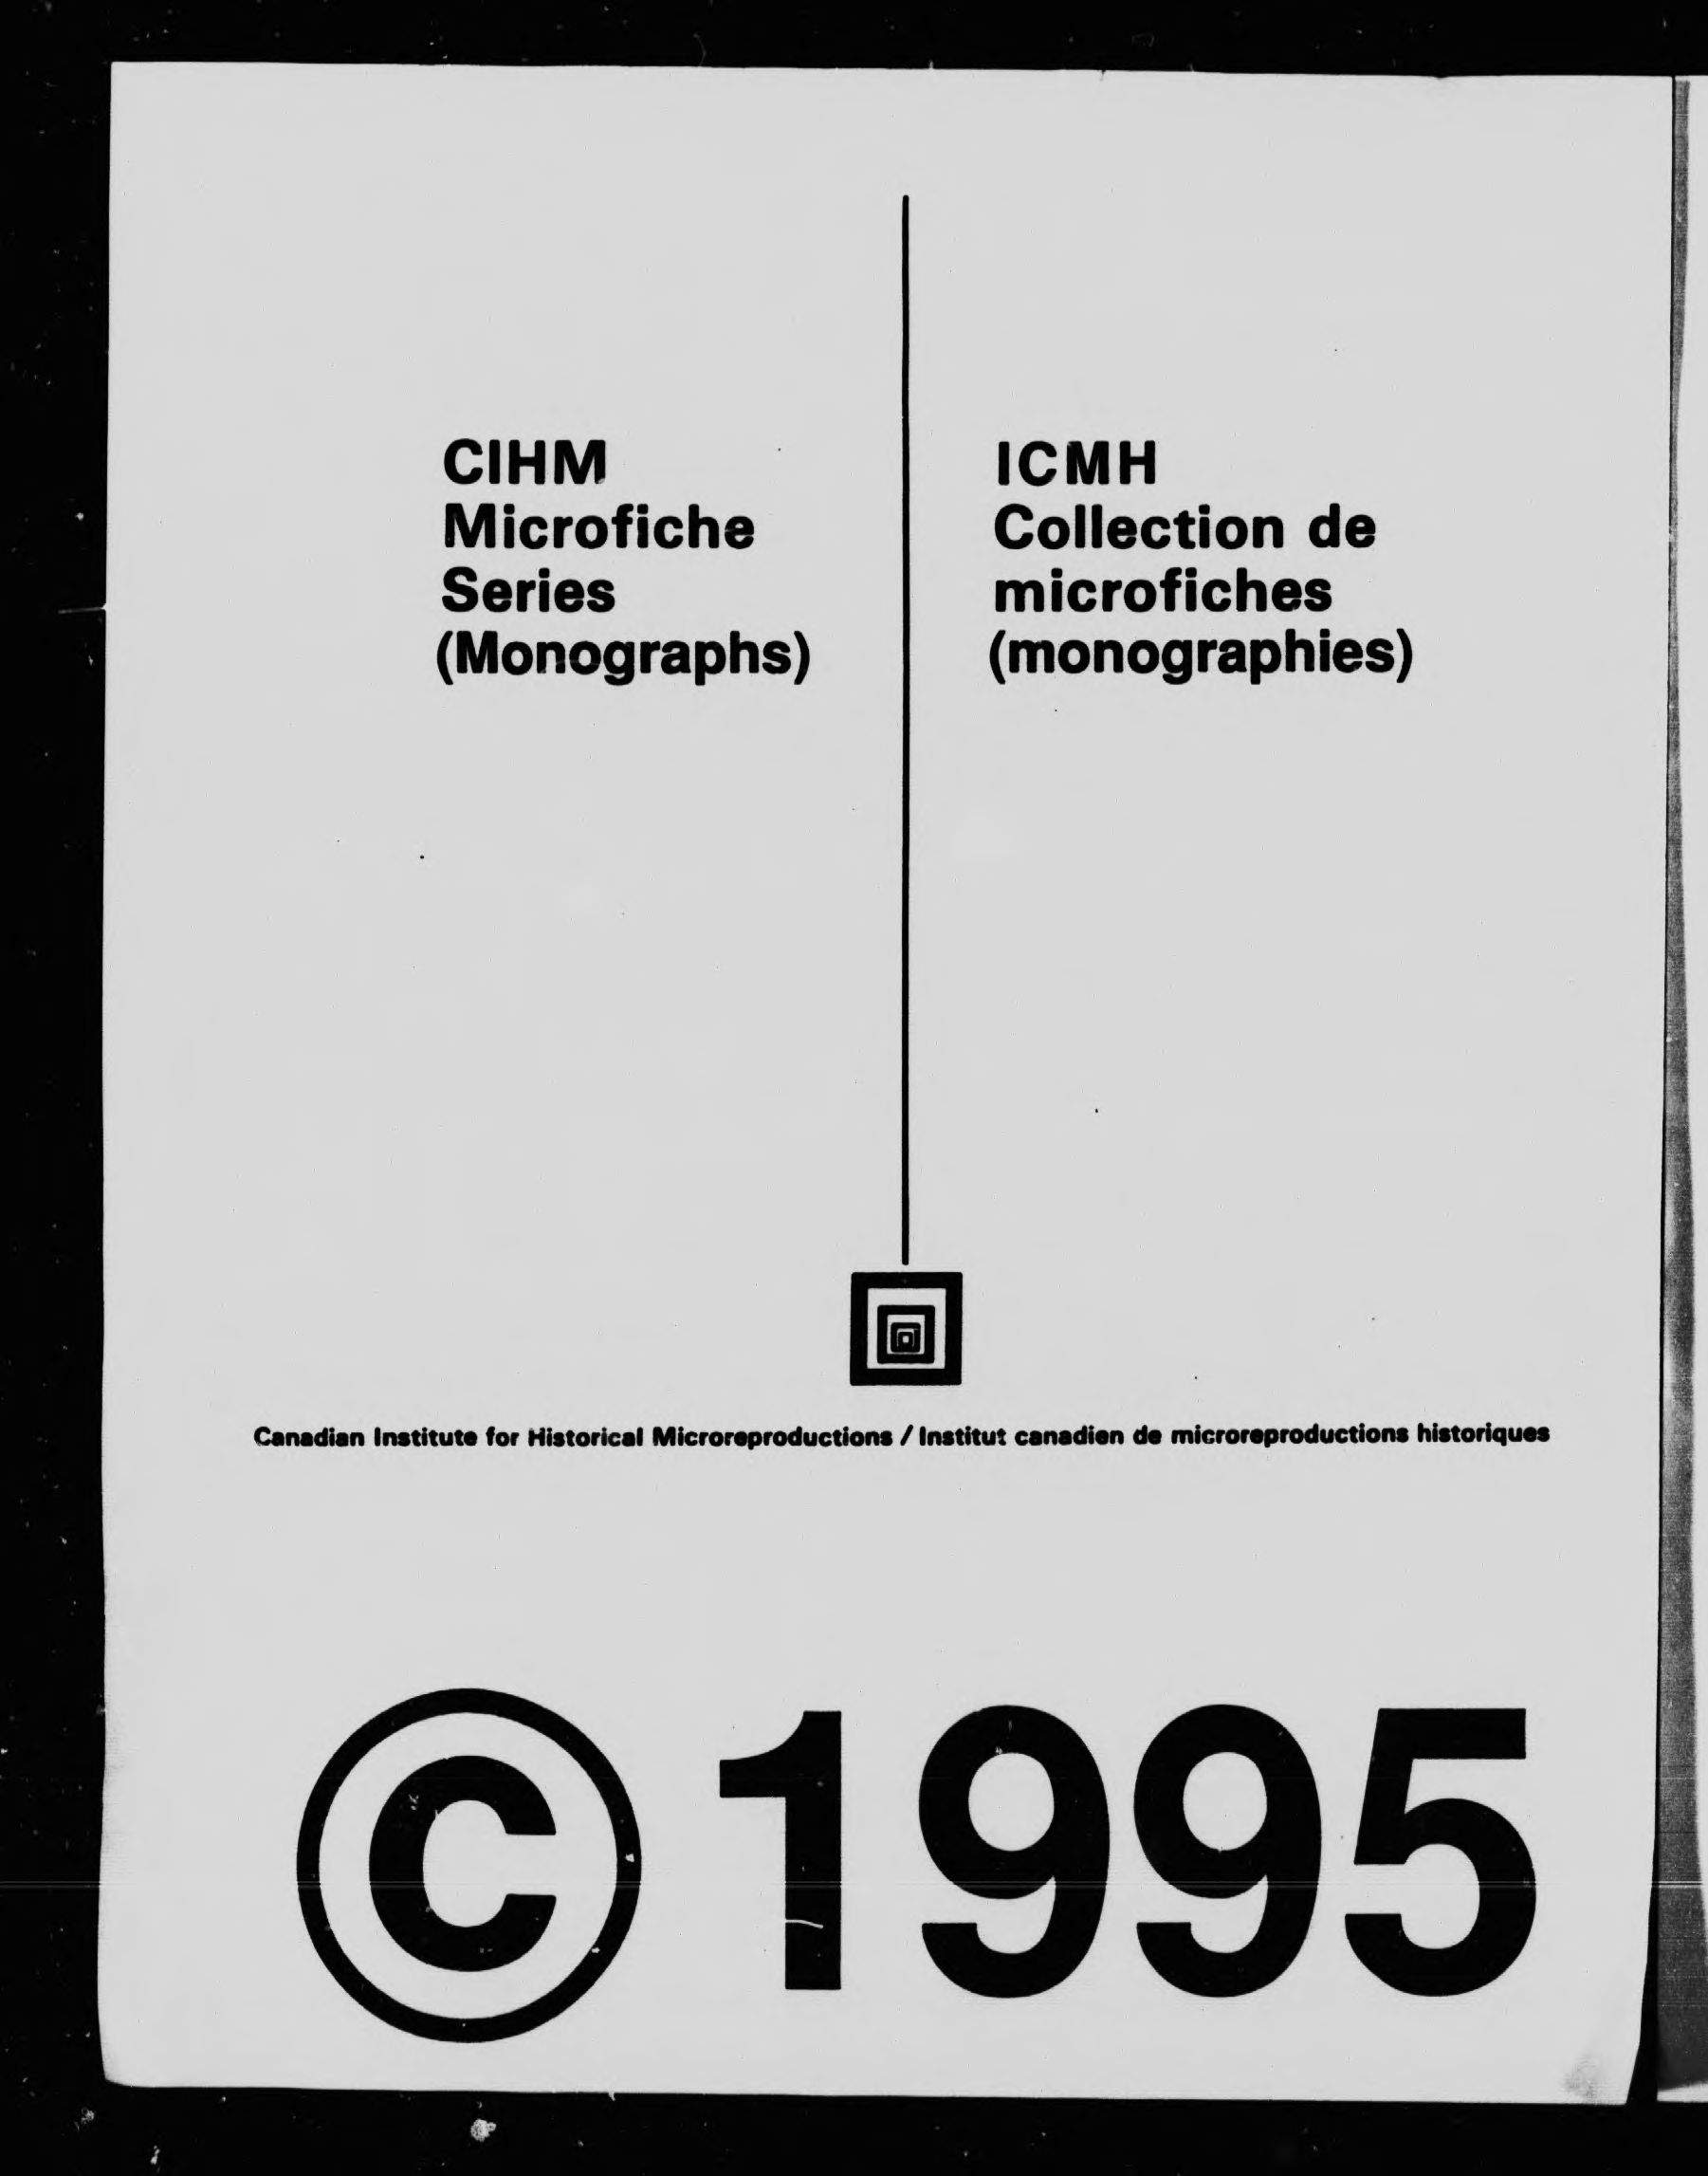 CIHM
Microfiche
Series
(Monographs)
ICMH
Collection de
microfiches
(monographies)
Canadian Institute for Historical Microreproductions / Institut canadien de microreproductions historiques
© 1995